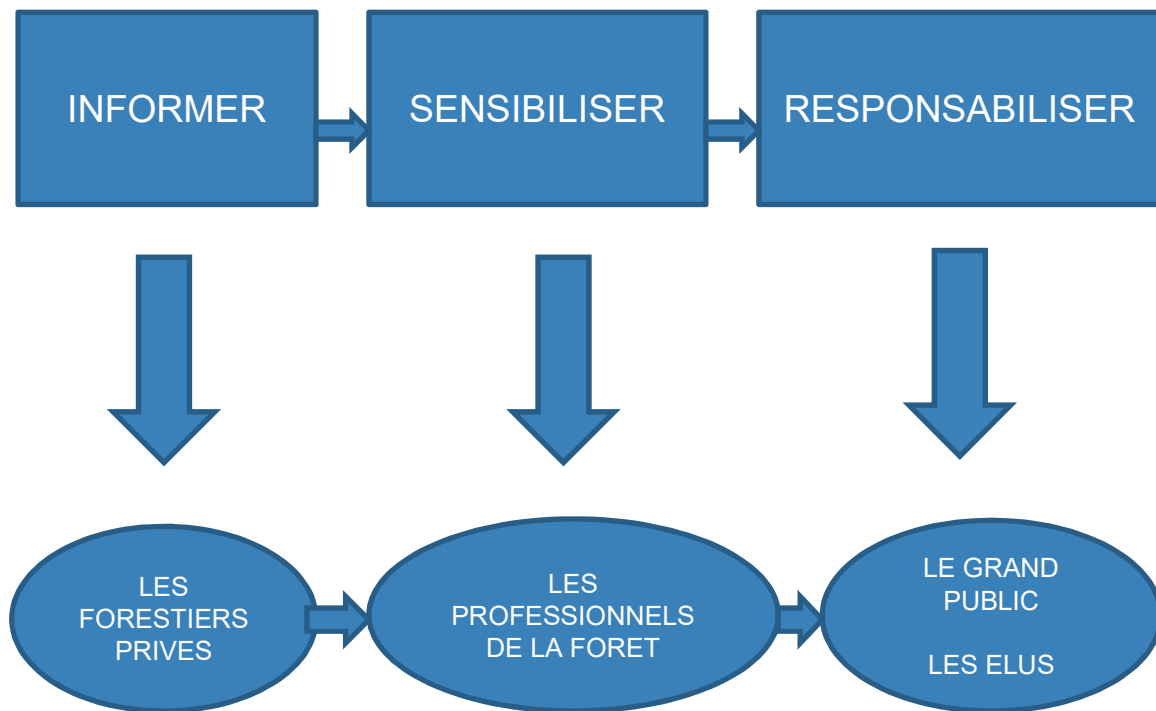 INFORMER
SENSIBILISER
RESPONSABILISER
LES
FORESTIERS
PRIVES
LES
PROFESSIONNELS
DE LA FORET
LE GRAND
PUBLIC
LES ELUS